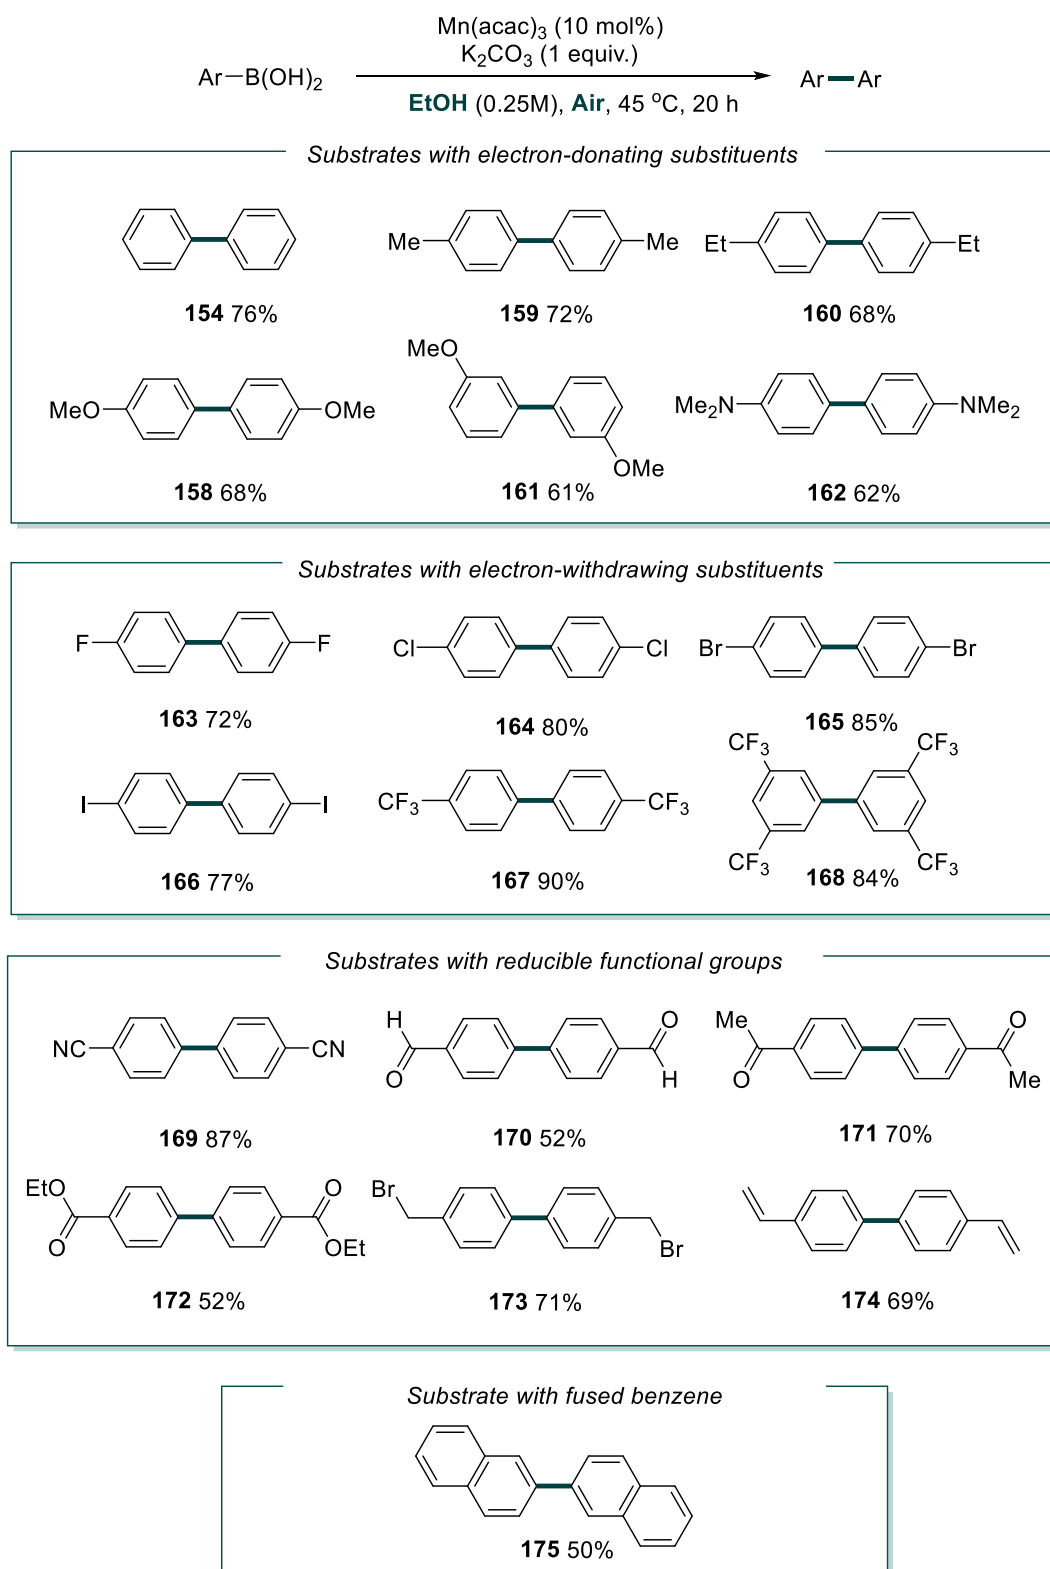 Mn(acac)3 (10 mol%)
K2CO3 (1 equiv.)
Ar B(OH)2 Ar Ar
EtOH (0.25M), Air, 45 °C, 20 h
Substrates with electron-donating substituents
Me Me Et Et
154 76% 159 72% 160 68%
MeO
MeO OMe Me2N NMe2
OMe
158 68% 161 61% 162 62%
Substrates with electron-withdrawing substituents
F F Cl Cl Br Br
163 72% 164 80% 165 85%
CF3 CF3
I I CF3 CF3
CF3 CF3
166 77% 167 90% 168 84%
Substrates with reducible functional groups
H O Me O
NC CN
O H O Me
169 87% 170 52% 171 70%
EtO O Br
O OEt Br
172 52% 173 71% 174 69%
Substrate with fused benzene
175 50%